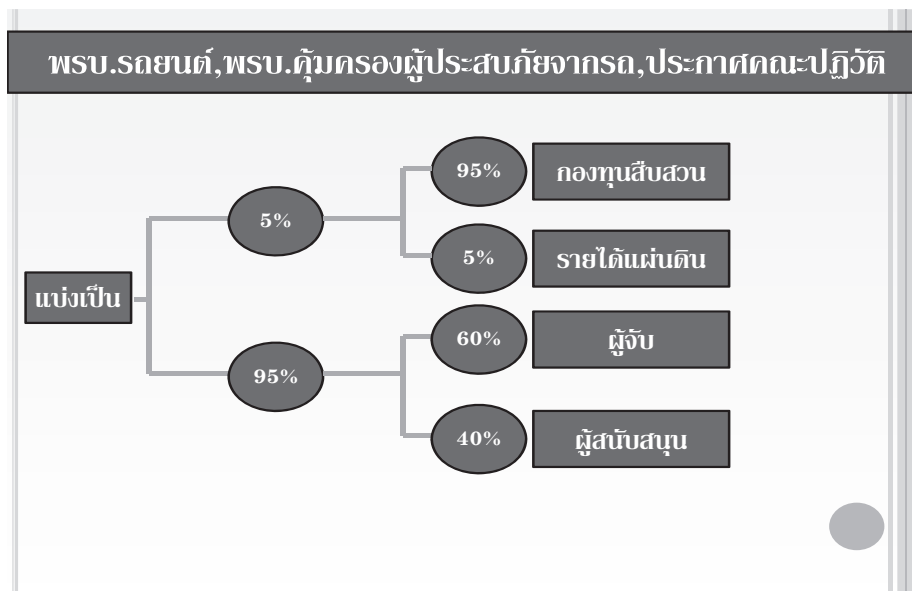 พรบ.รถยนต์,พรบ.คุ้มครองผู้ประสบภัยจากรถ,ประกาศคณะปฏิวัติ
95% กองทุนสืบสวน
5%
5% รายได้แผ่นดิน
แบ่งเป็น
60% ผู้จับ
95%
40% ผู้สนับสนุน